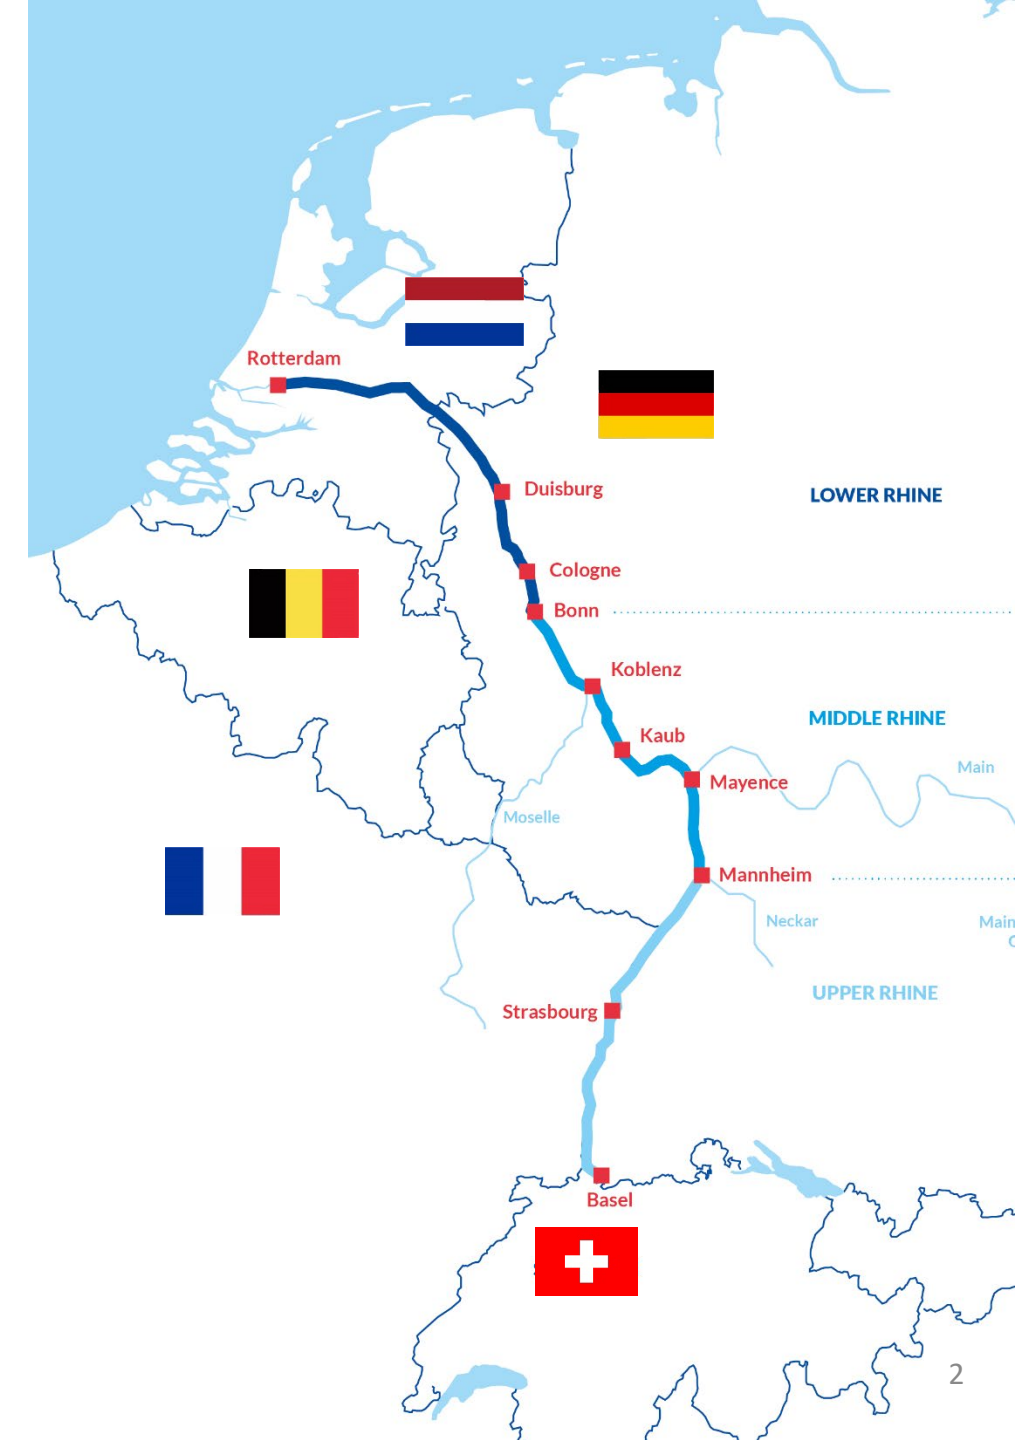 Rotterdam
Duisburg
LOWER RHINE
Cologne
Bonn
Koblenz
MIDDLE RHINE
Kaub
Main
Mayence
Moselle
Mannheim
Neckar
Main
UPPER RHINE
Strasbourg
Basel
2